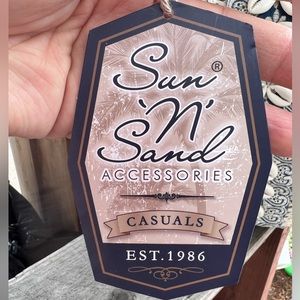 Sun®
'N'
Sand
ACCESSORIES
CASUALS
EST.1986